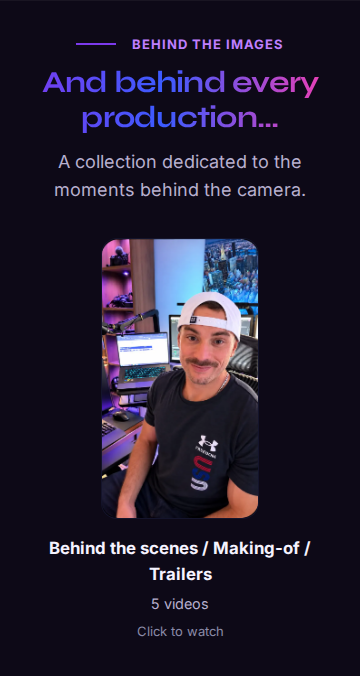 BEHIND THE IMAGES
And behind every
production...
A collection dedicated to the
moments behind the camera.
Behind the scenes / Making-of /
Trailers
5 videos
Click to watch